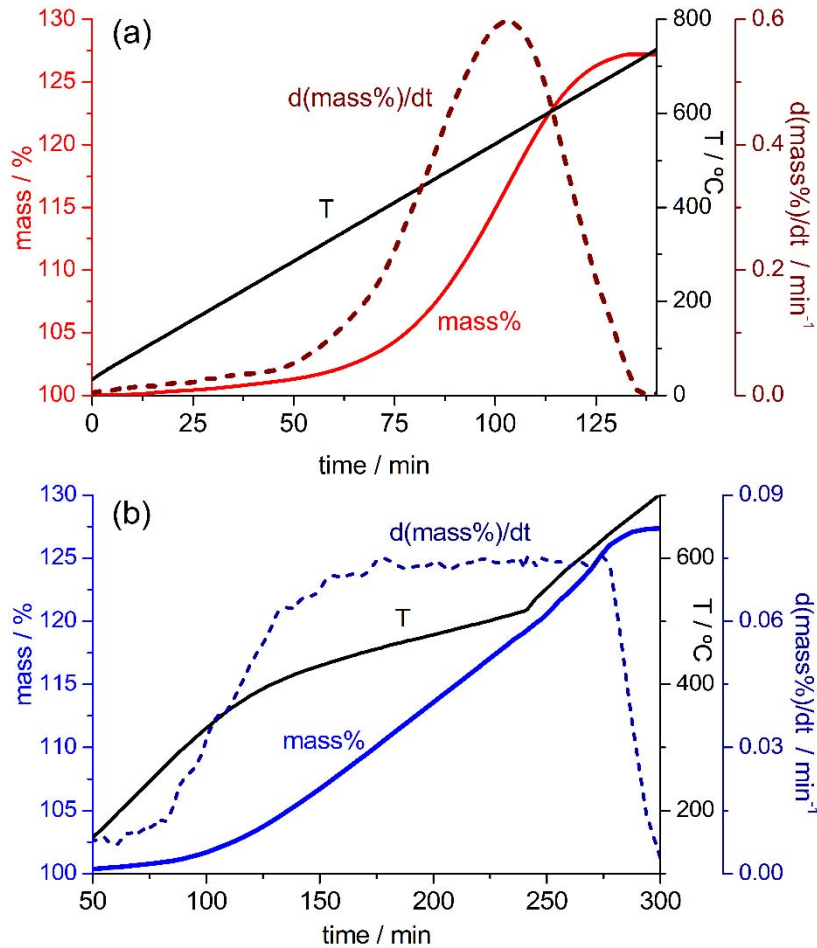 (a)
mass / %
130
125
120
115
110
105
100
d(mass%)/dt
T
mass%
800
600
400
200
0
T / ºC
0.6
0.4
0.2
0.0
d(mass%)/dt / min⁻¹
0 25 50 75 100 125
time / min
(b)
mass / %
130
125
120
115
110
105
100
d(mass%)/dt
T
mass%
600
400
200
T / ºC
0.09
0.06
0.03
0.00
d(mass%)/dt / min⁻¹
50 100 150 200 250 300
time / min